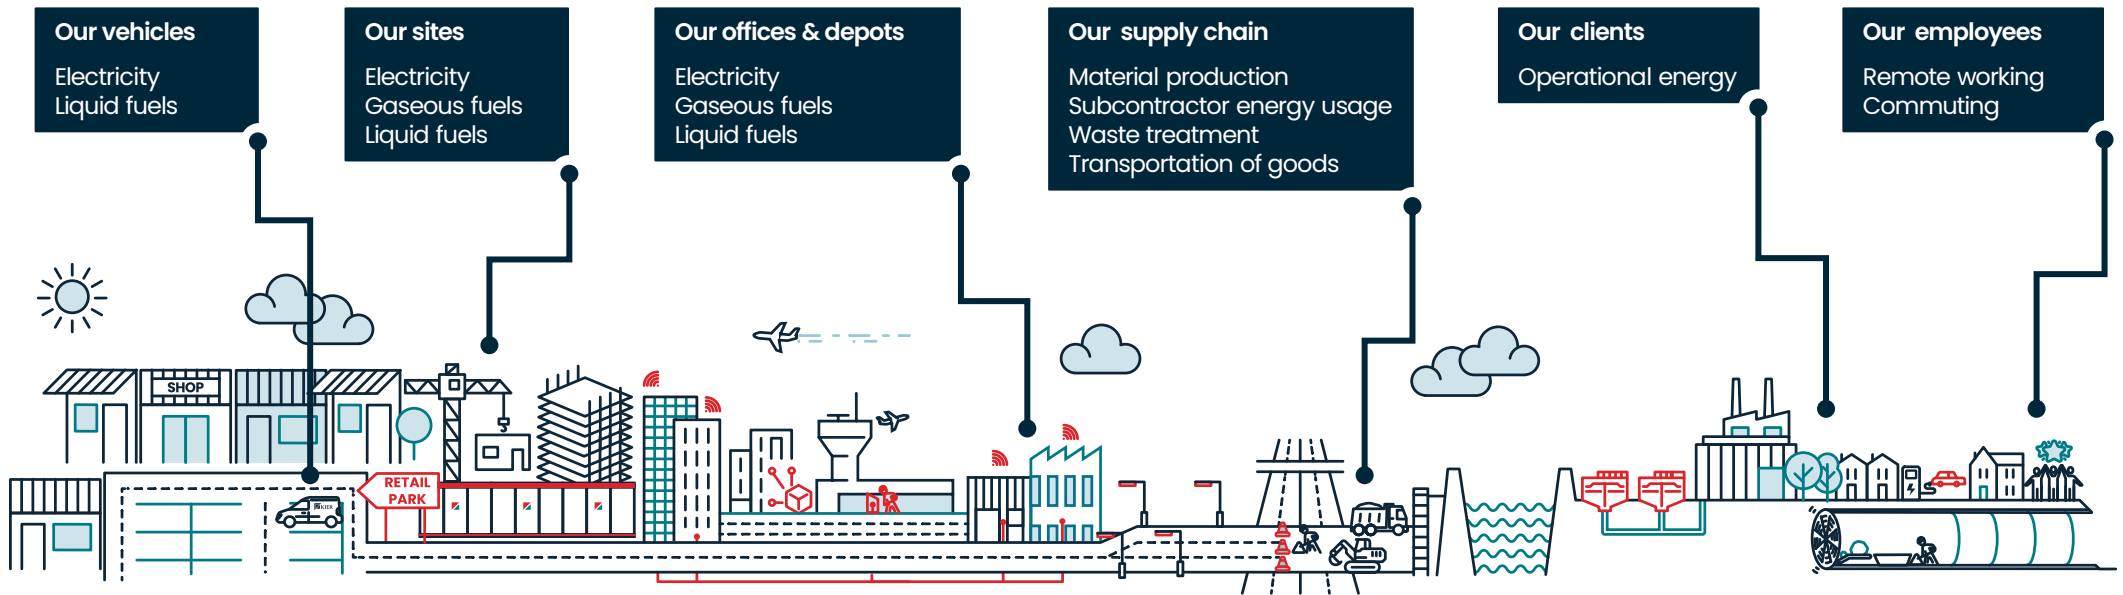 Our vehicles
Electricity
Liquid fuels
Our sites
Electricity
Gaseous fuels
Liquid fuels
Our offices & depots
Electricity
Gaseous fuels
Liquid fuels
Our supply chain
Material production
Subcontractor energy usage
Waste treatment
Transportation of goods
Our clients
Operational energy
Our employees
Remote working
Commuting
SHOP
RETAIL
PARK
KIER